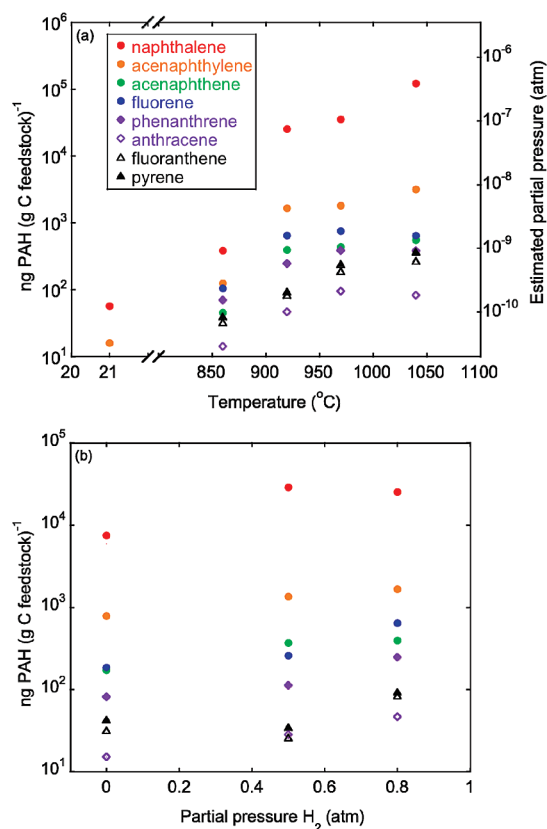 (a)
naphthalene
acenaphthylene
acenaphthene
fluorene
phenanthrene
anthracene
fluoranthene
pyrene
10^6
10^5
10^4
10^3
10^2
10^1
ng PAH (g C feedstock)^-1
10^-6
10^-7
10^-8
10^-9
10^-10
Estimated partial pressure (atm)
20 21 850 900 950 1000 1050 1100
Temperature (°C)
(b)
10^5
10^4
10^3
10^2
10^1
ng PAH (g C feedstock)^-1
0 0.2 0.4 0.6 0.8 1
Partial pressure H_2 (atm)